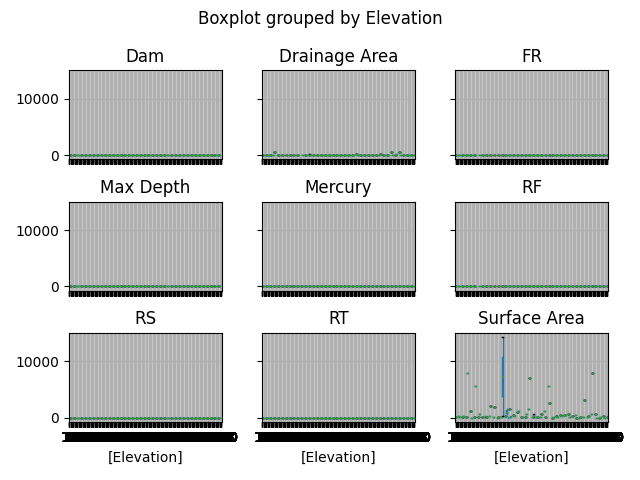 Boxplot grouped by Elevation
Dam
Drainage Area
FR
10000
0
Max Depth
Mercury
RF
10000
0
RS
RT
Surface Area
10000
0
[Elevation]
[Elevation]
[Elevation]